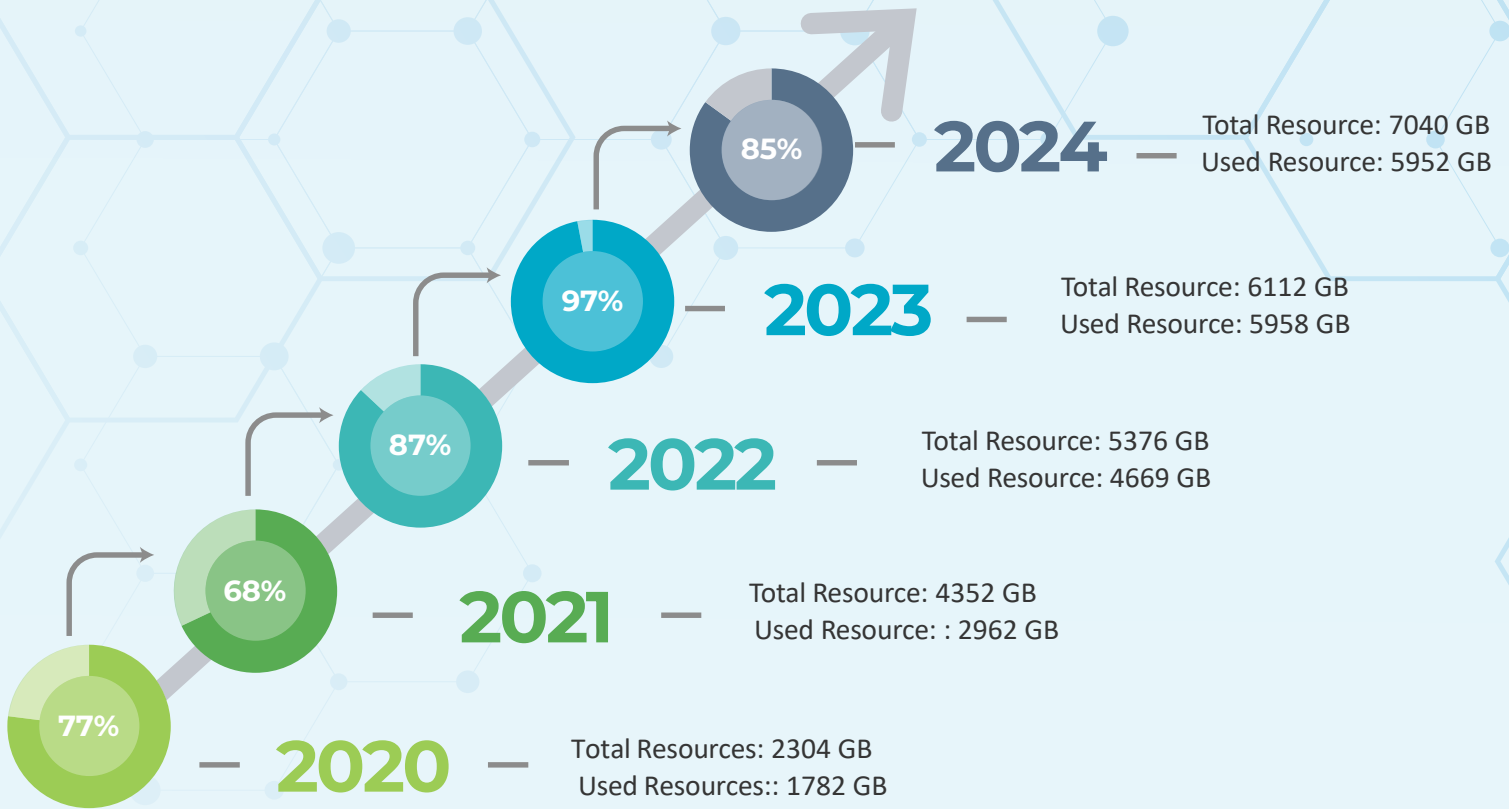 85%
2024
Total Resource: 7040 GB
Used Resource: 5952 GB
97%
2023
Total Resource: 6112 GB
Used Resource: 5958 GB
87%
2022
Total Resource: 5376 GB
Used Resource: 4669 GB
68%
2021
Total Resource: 4352 GB
Used Resource: : 2962 GB
77%
2020
Total Resources: 2304 GB
Used Resources:: 1782 GB